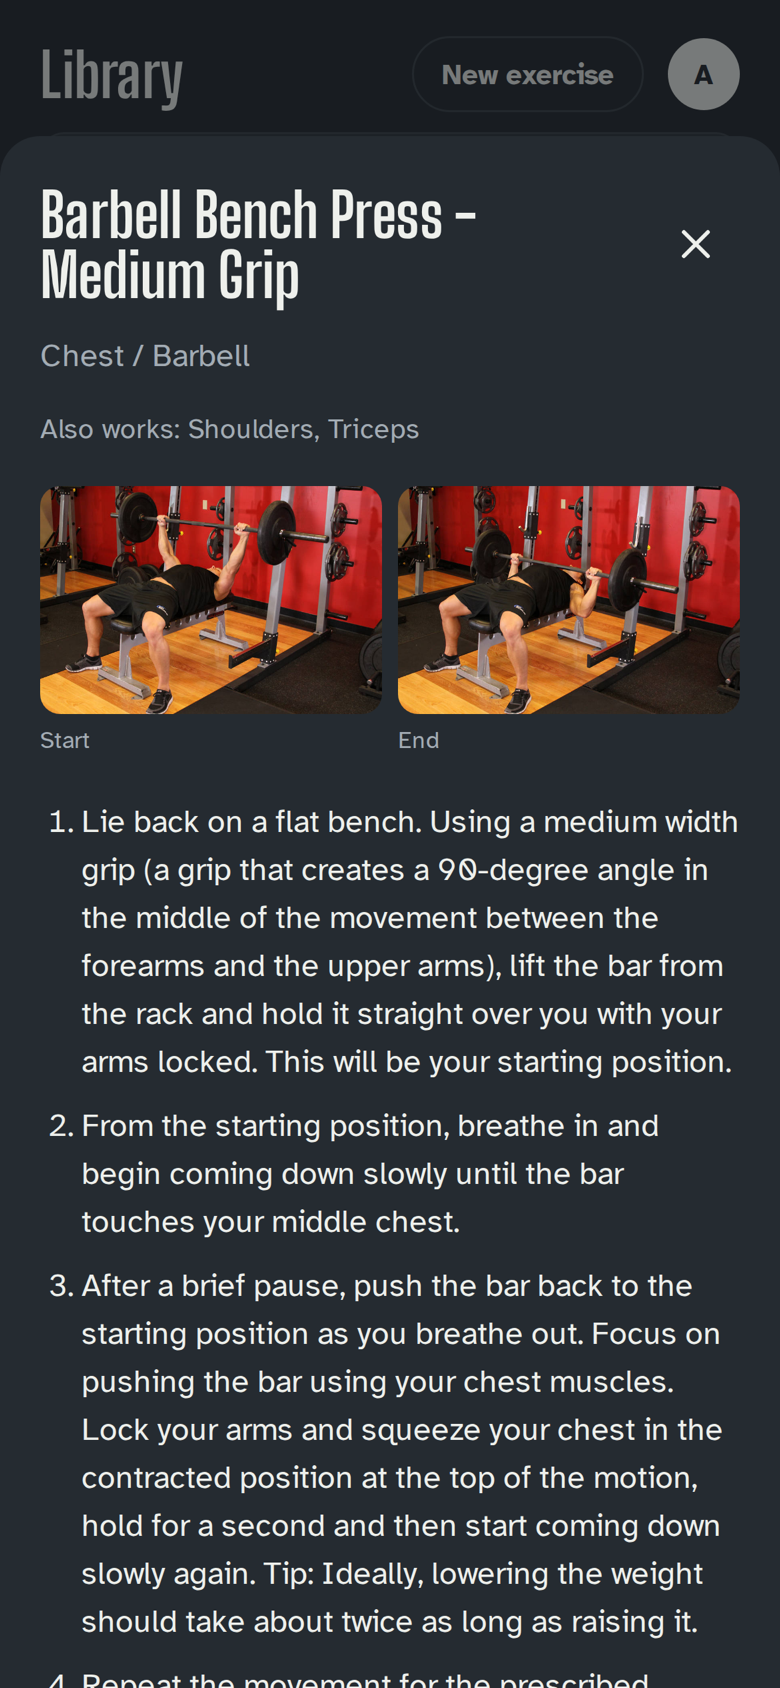 Library
New exercise
A
Barbell Bench Press -
Medium Grip
Chest / Barbell
Also works: Shoulders, Triceps
Start
End
1. Lie back on a flat bench. Using a medium width
grip (a grip that creates a 90-degree angle in
the middle of the movement between the
forearms and the upper arms), lift the bar from
the rack and hold it straight over you with your
arms locked. This will be your starting position.
2. From the starting position, breathe in and
begin coming down slowly until the bar
touches your middle chest.
3. After a brief pause, push the bar back to the
starting position as you breathe out. Focus on
pushing the bar using your chest muscles.
Lock your arms and squeeze your chest in the
contracted position at the top of the motion,
hold for a second and then start coming down
slowly again. Tip: Ideally, lowering the weight
should take about twice as long as raising it.
4. Repeat the movement for the prescribed